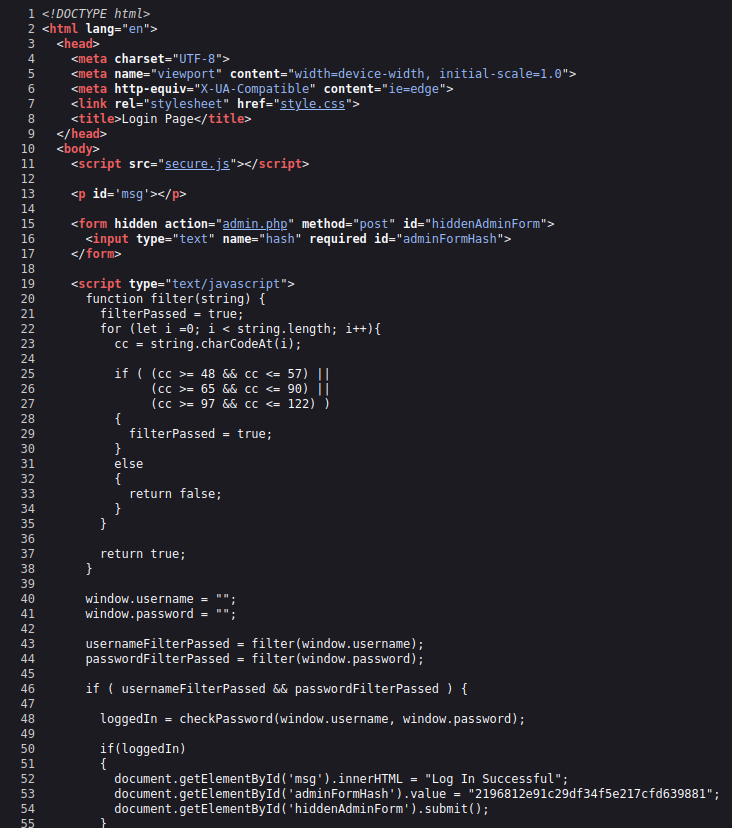 1 <!DOCTYPE html>
2 <html lang="en">
3   <head>
4     <meta charset="UTF-8">
5     <meta name="viewport" content="width=device-width, initial-scale=1.0">
6     <meta http-equiv="X-UA-Compatible" content="ie=edge">
7     <link rel="stylesheet" href="style.css">
8     <title>Login Page</title>
9   </head>
10   <body>
11     <script src="secure.js"></script>
12
13     <p id='msg'></p>
14
15     <form hidden action="admin.php" method="post" id="hiddenAdminForm">
16       <input type="text" name="hash" required id="adminFormHash">
17     </form>
18
19     <script type="text/javascript">
20       function filter(string) {
21         filterPassed = true;
22         for (let i =0; i < string.length; i++){
23           cc = string.charCodeAt(i);
24
25           if ( (cc >= 48 && cc <= 57) ||
26                (cc >= 65 && cc <= 90) ||
27                (cc >= 97 && cc <= 122) )
28           {
29             filterPassed = true;
30           }
31           else
32           {
33             return false;
34           }
35         }
36
37         return true;
38       }
39
40       window.username = "";
41       window.password = "";
42
43       usernameFilterPassed = filter(window.username);
44       passwordFilterPassed = filter(window.password);
45
46       if ( usernameFilterPassed && passwordFilterPassed ) {
47
48         loggedIn = checkPassword(window.username, window.password);
49
50         if(loggedIn)
51         {
52           document.getElementById('msg').innerHTML = "Log In Successful";
53           document.getElementById('adminFormHash').value = "2196812e91c29df34f5e217cfd639881";
54           document.getElementById('hiddenAdminForm').submit();
55         }